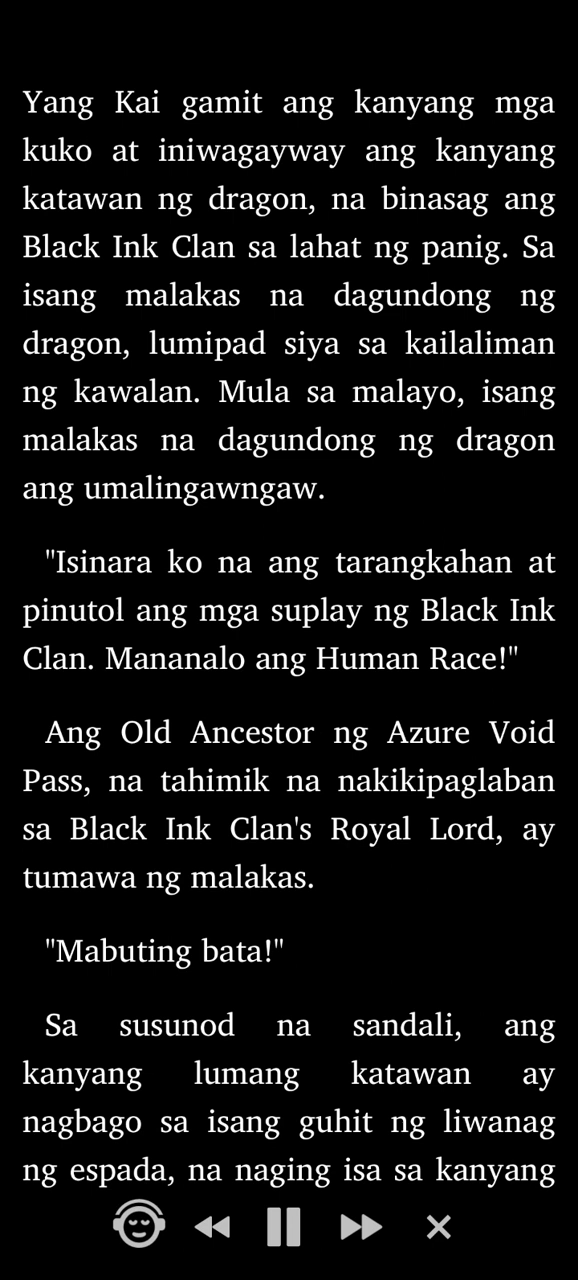 Yang Kai gamit ang kanyang mga
kuko at iniwagayway ang kanyang
katawan ng dragon, na binasag ang
Black Ink Clan sa lahat ng panig. Sa
isang malakas na dagundong ng
dragon, lumipad siya sa kailaliman
ng kawalan. Mula sa malayo, isang
malakas na dagundong ng dragon
ang umalingawngaw.
"Isinara ko na ang tarangkahan at
pinutol ang mga suplay ng Black Ink
Clan. Mananalo ang Human Race!"
Ang Old Ancestor ng Azure Void
Pass, na tahimik na nakikipaglaban
sa Black Ink Clan's Royal Lord, ay
tumawa ng malakas.
"Mabuting bata!"
Sa susunod na sandali, ang
kanyang lumang katawan ay
nagbago sa isang guhit ng liwanag
ng espada, na naging isa sa kanyang